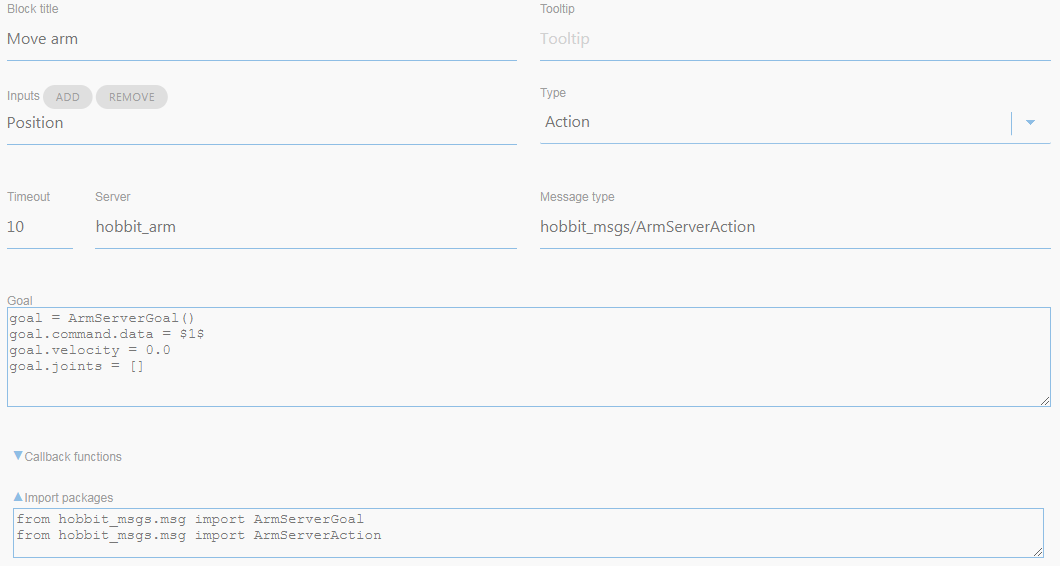 Block title
Tooltip
Move arm
Tooltip
Inputs ADD REMOVE
Type
Position
Action
Timeout
Server
Message type
10
hobbit_arm
hobbit_msgs/ArmServerAction
Goal
goal = ArmServerGoal()
goal.command.data = $1$
goal.velocity = 0.0
goal.joints = []
Callback functions
Import packages
from hobbit_msgs.msg import ArmServerGoal
from hobbit_msgs.msg import ArmServerAction